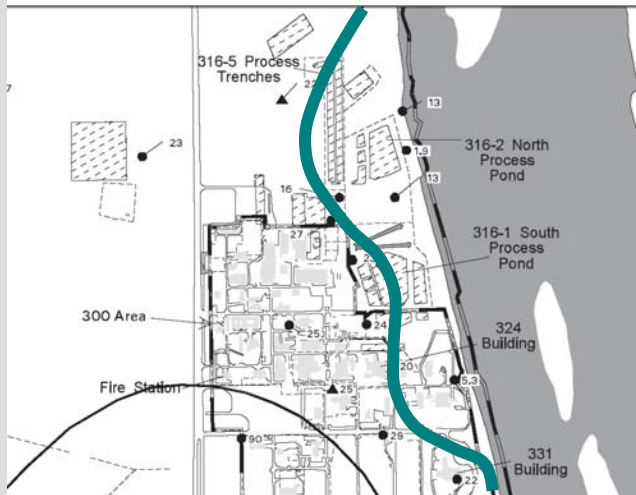 316-5 Process
Trenches
22
13
23
316-2 North
Process
Pond
1.9
16
13
27
316-1 South
Process
Pond
300 Area
25
24
324
Building
20
Fire Station
25
5.3
90
29
331
Building
22